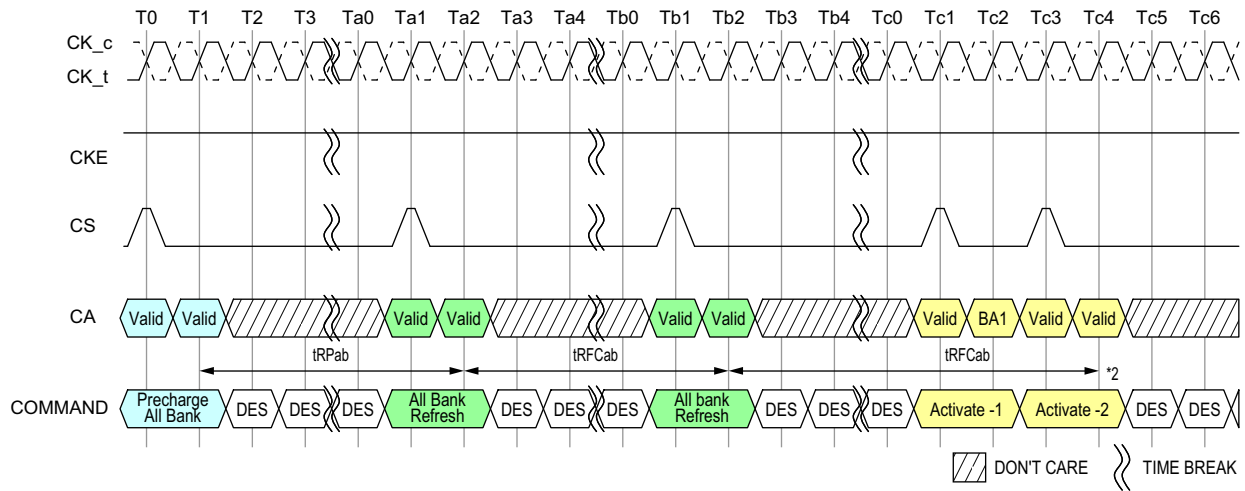 T0 T1 T2 T3 Ta0 Ta1 Ta2 Ta3 Ta4 Tb0 Tb1 Tb2 Tb3 Tb4 Tc0 Tc1 Tc2 Tc3 Tc4 Tc5 Tc6
CK_c
CK_t
CKE
CS
CA Valid Valid Valid Valid Valid Valid Valid BA1 Valid Valid
tRPab tRFCab tRFCab
*2
COMMAND Precharge All Bank DES DES DES All Bank Refresh DES DES DES All bank Refresh DES DES DES Activate -1 Activate -2 DES DES
DON'T CARE TIME BREAK